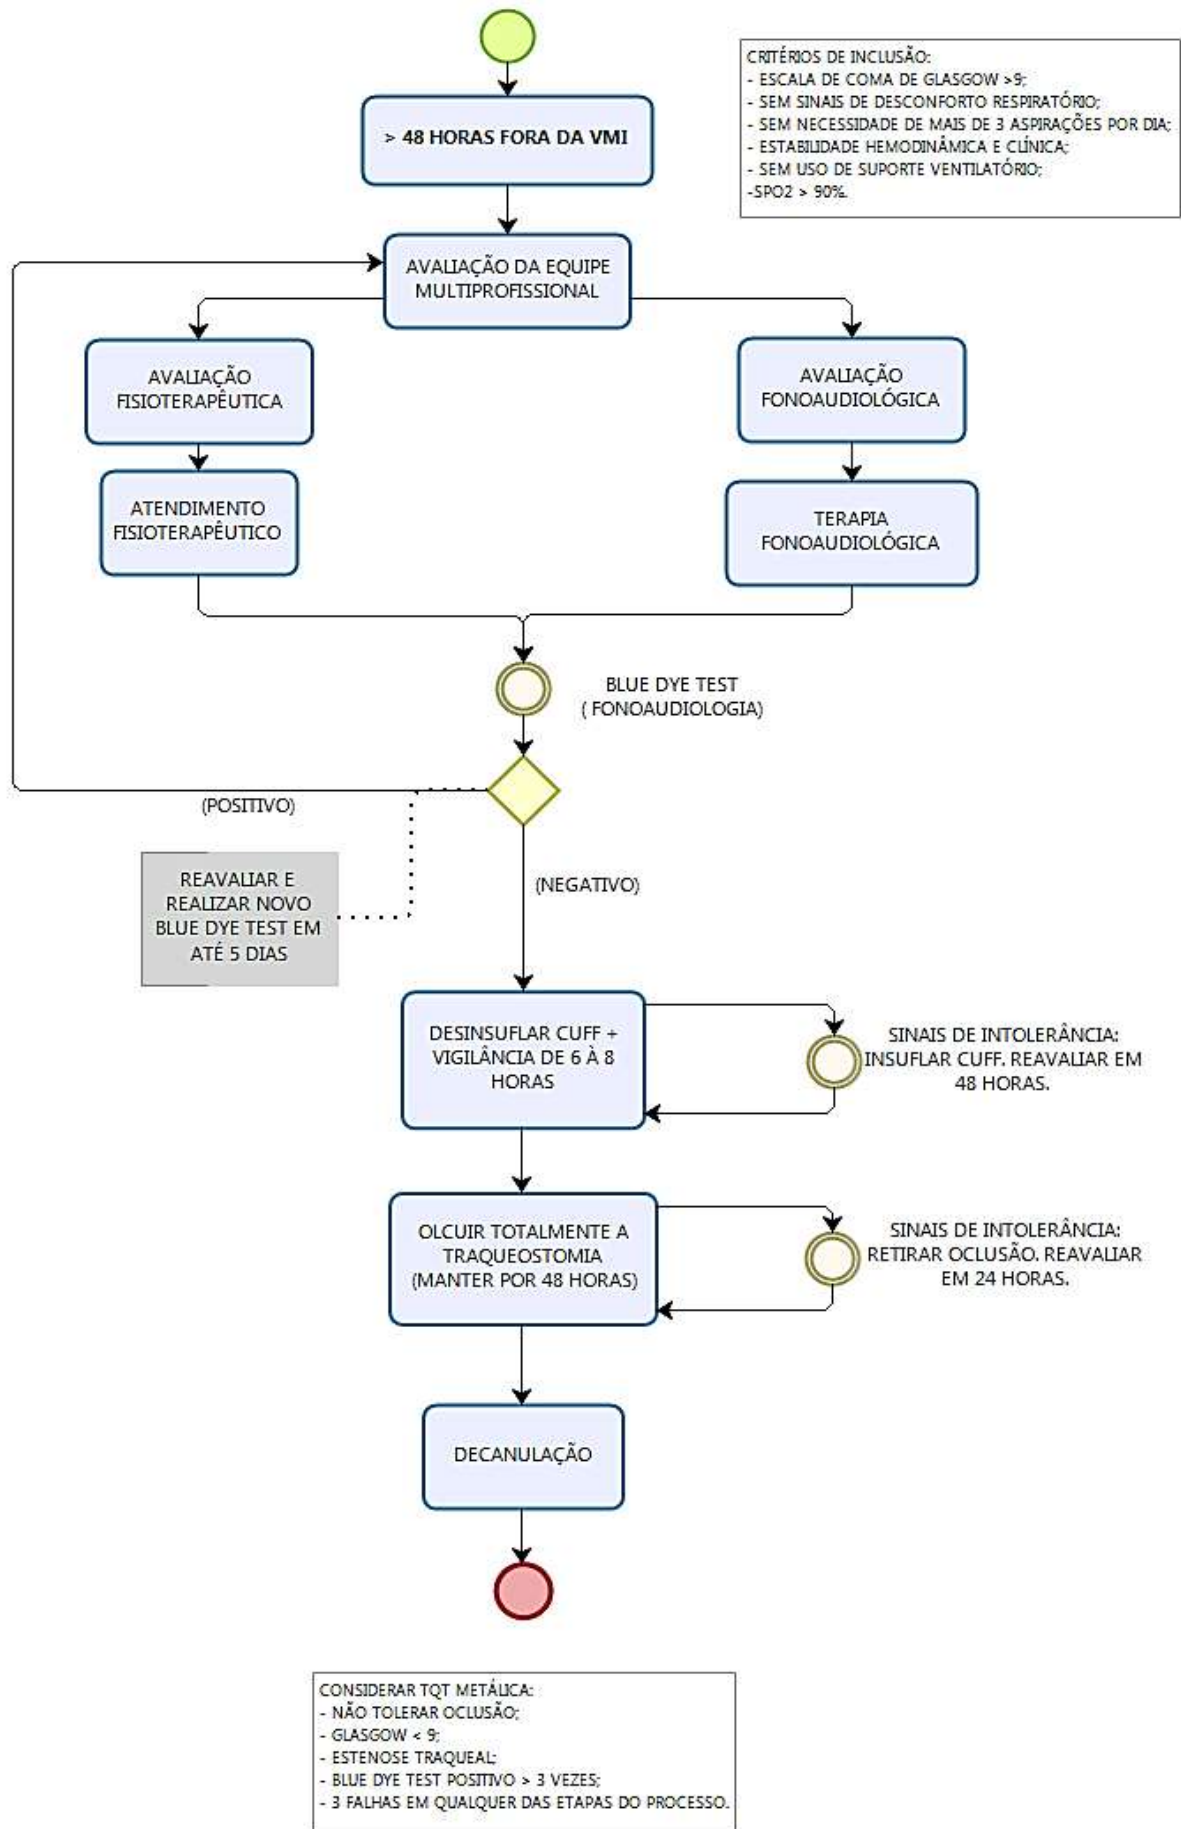 CRITÉRIOS DE INCLUSÃO:
- ESCALA DE COMA DE GLASGOW >9;
- SEM SINAIS DE DESCONFORTO RESPIRATÓRIO;
- SEM NECESSIDADE DE MAIS DE 3 ASPIRAÇÕES POR DIA;
- ESTABILIDADE HEMODINÂMICA E CLÍNICA;
- SEM USO DE SUPORTE VENTILATÓRIO;
-SPO2 > 90%.
> 48 HORAS FORA DA VMI
AVALIAÇÃO DA EQUIPE
MULTIPROFISSIONAL
AVALIAÇÃO
FISIOTERAPÊUTICA
AVALIAÇÃO
FONOAUDIOLÓGICA
ATENDIMENTO
FISIOTERAPÊUTICO
TERAPIA
FONOAUDIOLÓGICA
BLUE DYE TEST
( FONOAUDIOLOGIA)
(POSITIVO)
REAVALIAR E
REALIZAR NOVO
BLUE DYE TEST EM
ATÉ 5 DIAS
(NEGATIVO)
DESINSUFLAR CUFF +
VIGILÂNCIA DE 6 À 8
HORAS
SINAIS DE INTOLERÂNCIA:
INSUFLAR CUFF. REAVALIAR EM
48 HORAS.
OLCUIR TOTALMENTE A
TRAQUEOSTOMIA
(MANTER POR 48 HORAS)
SINAIS DE INTOLERÂNCIA:
RETIRAR OCLUSÃO. REAVALIAR
EM 24 HORAS.
DECANULAÇÃO
CONSIDERAR TQT METÁLICA:
- NÃO TOLERAR OCLUSÃO;
- GLASGOW < 9;
- ESTENOSE TRAQUEAL;
- BLUE DYE TEST POSITIVO > 3 VEZES;
- 3 FALHAS EM QUALQUER DAS ETAPAS DO PROCESSO.